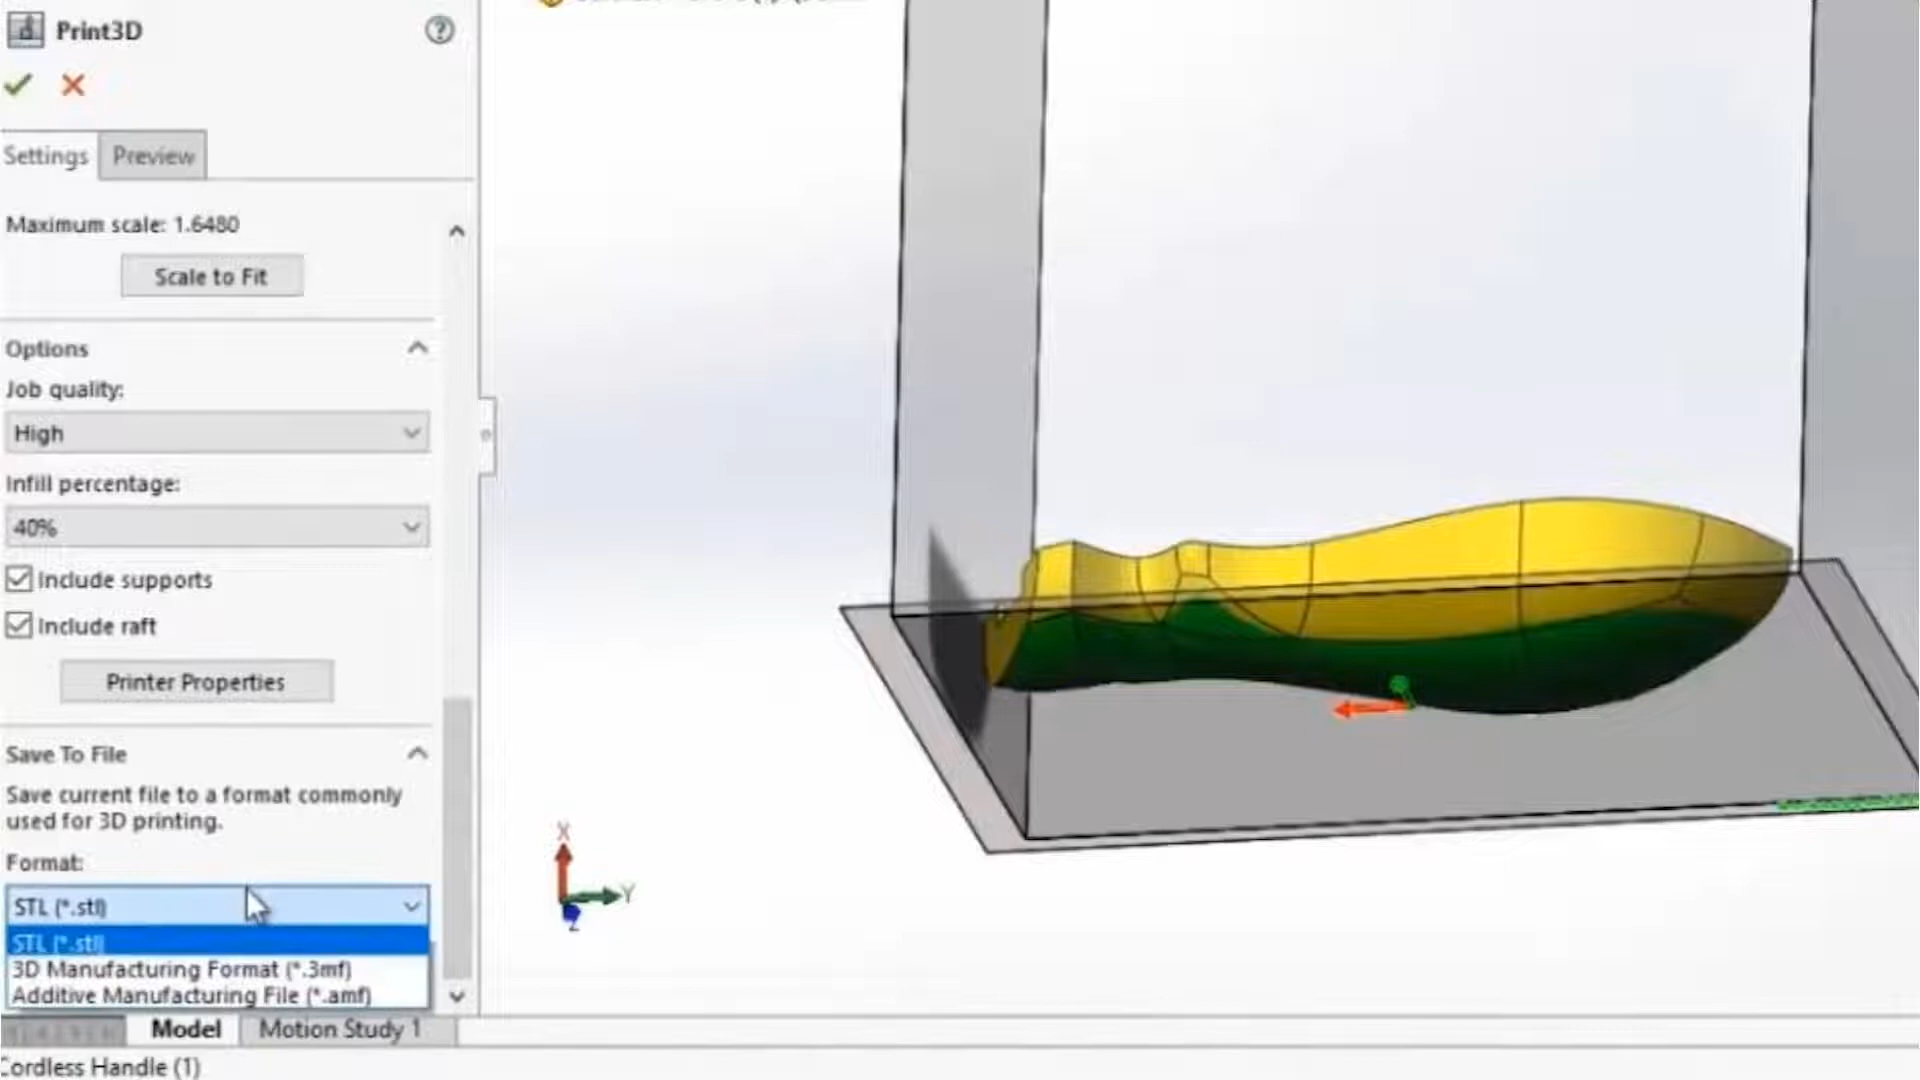 Print3D
Settings
Preview
Maximum scale: 1.6480
Scale to Fit
Options
Job quality:
High
Infill percentage:
40%
Include supports
Include raft
Printer Properties
Save To File
Save current file to a format commonly
used for 3D printing.
Format:
STL (*.stl)
STL (*.stl)
3D Manufacturing Format (*.3mf)
Additive Manufacturing File (*.amf)
X
Y
Z
Model
Motion Study 1
Cordless Handle (1)